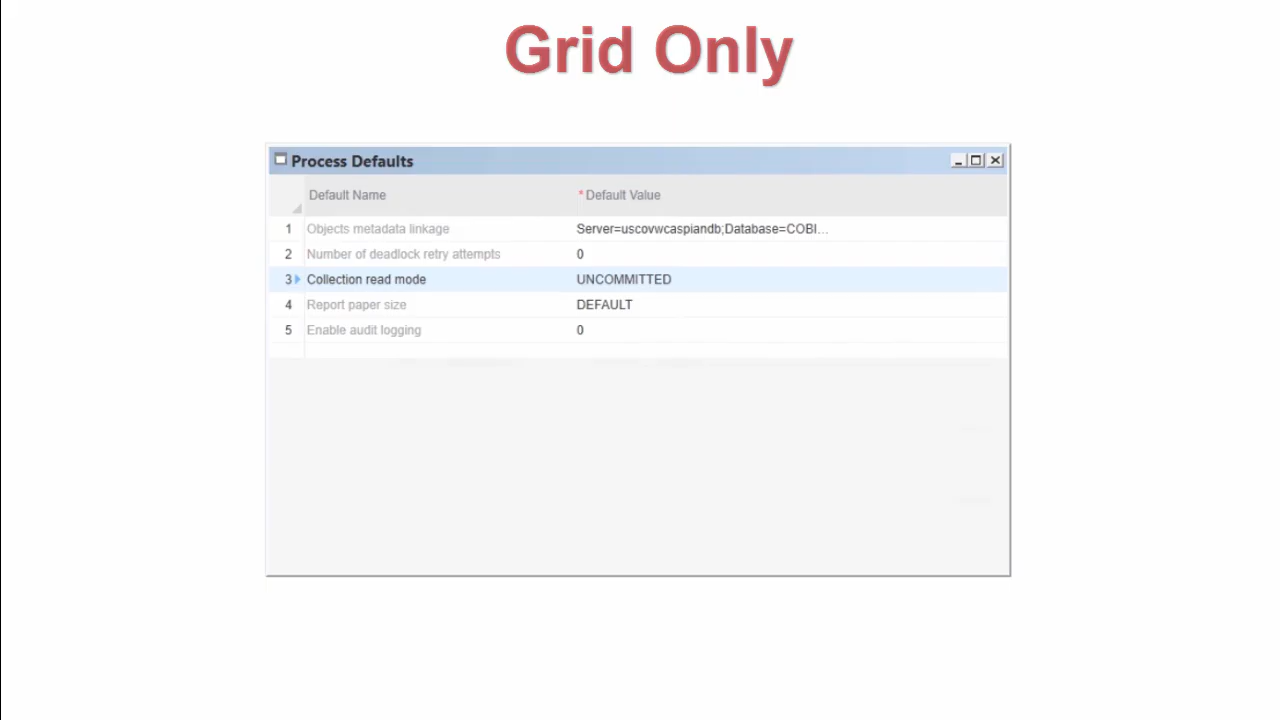 Grid Only
Process Defaults
Default Name * Default Value
1 Objects metadata linkage Server=uscovwcaspiandb;Database=COBI...
2 Number of deadlock retry attempts 0
3 Collection read mode UNCOMMITTED
4 Report paper size DEFAULT
5 Enable audit logging 0